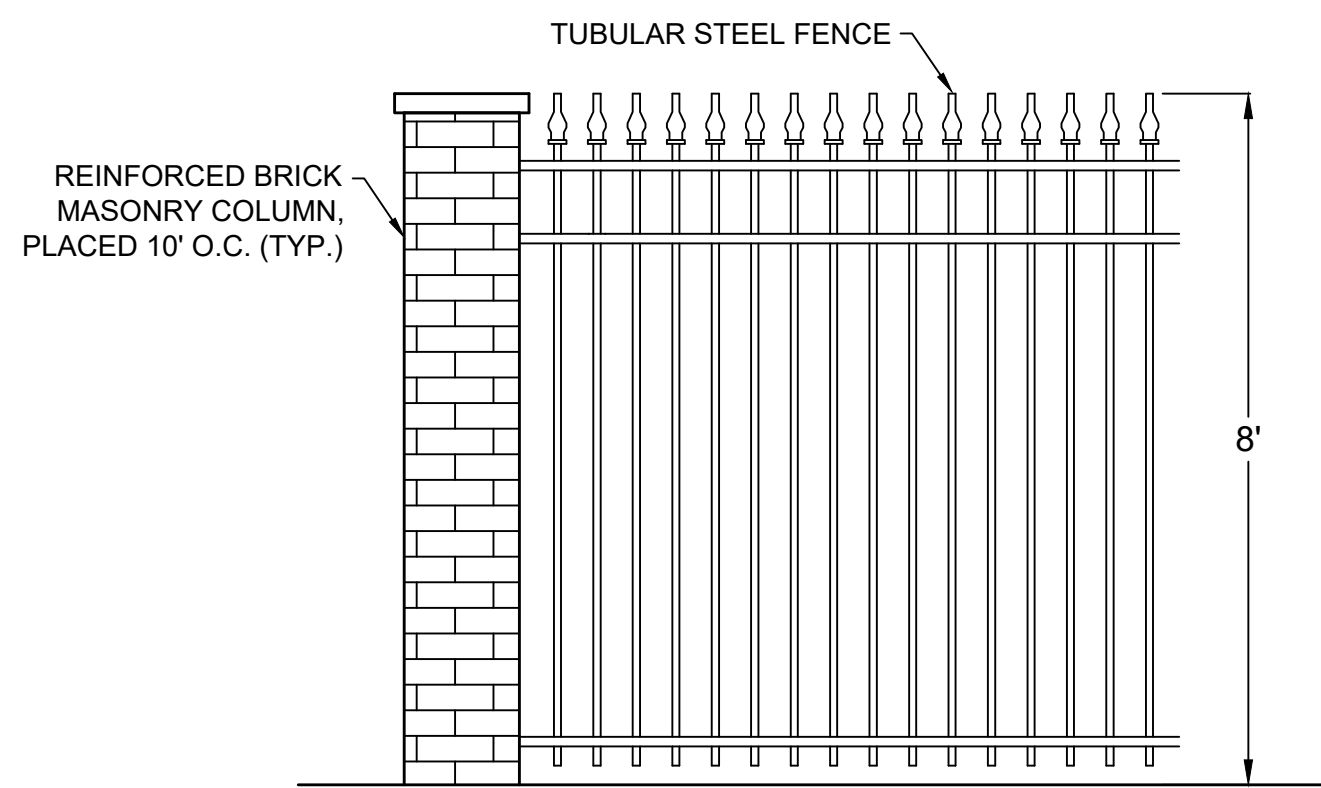 TUBULAR STEEL FENCE
REINFORCED BRICK
MASONRY COLUMN,
PLACED 10' O.C. (TYP.)
8'